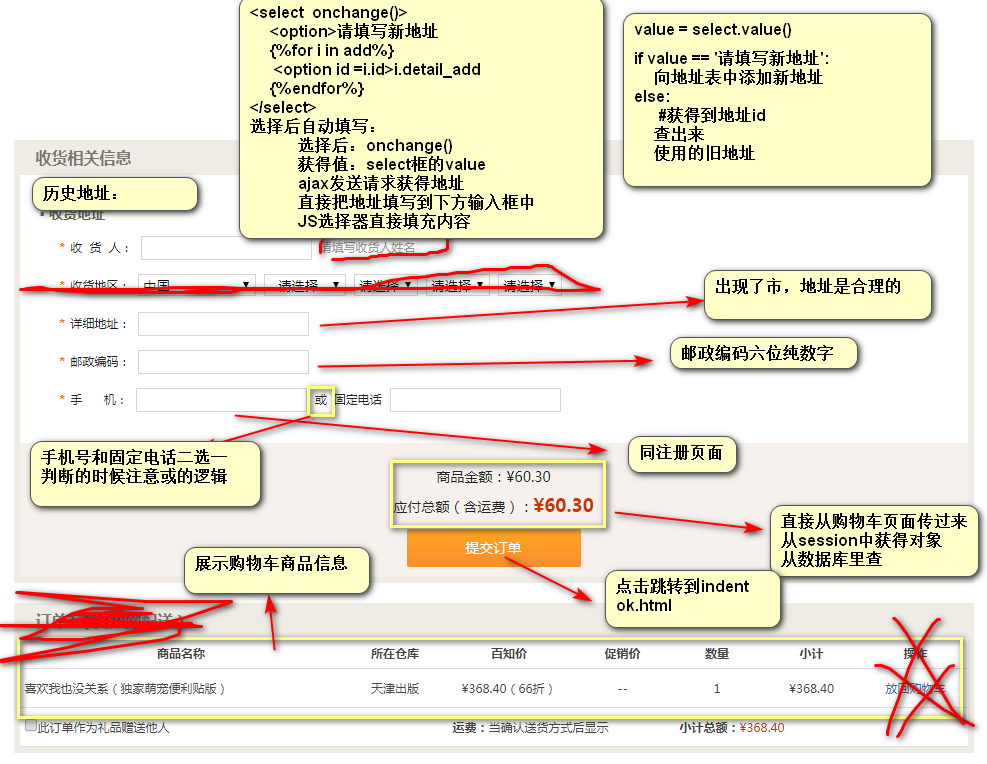 <select onchange()>
<option>请填写新地址
{%for i in add%}
<option id =i.id>i.detail_add
{%endfor%}
</select>
选择后自动填写：
选择后：onchange()
获得值：select框的value
ajax发送请求获得地址
直接把地址填写到下方输入框中
JS选择器直接填充内容
value = select.value()
if value == '请填写新地址':
向地址表中添加新地址
else:
#获得到地址id
查出来
使用的旧地址
收货相关信息
历史地址：
收货地址
* 收 货 人： 请填写收货人姓名
* 收货地区： 中国 请选择 请选择 请选择 请选择
出现了市，地址是合理的
* 详细地址：
邮政编码六位纯数字
* 邮政编码：
* 手 机： 或 固定电话
手机号和固定电话二选一
判断的时候注意或的逻辑
同注册页面
商品金额：¥60.30
应付总额（含运费）：¥60.30
直接从购物车页面传过来
从session中获得对象
从数据库里查
提交订单
展示购物车商品信息
点击跳转到indent
ok.html
商品名称 所在仓库 百知价 促销价 数量 小计 操作
喜欢我也没关系（独家萌宠便利贴版） 天津出版 ¥368.40（66折） -- 1 ¥368.40 放回购物车
此订单作为礼品赠送他人 运费：当确认送货方式后显示 小计总额：¥368.40